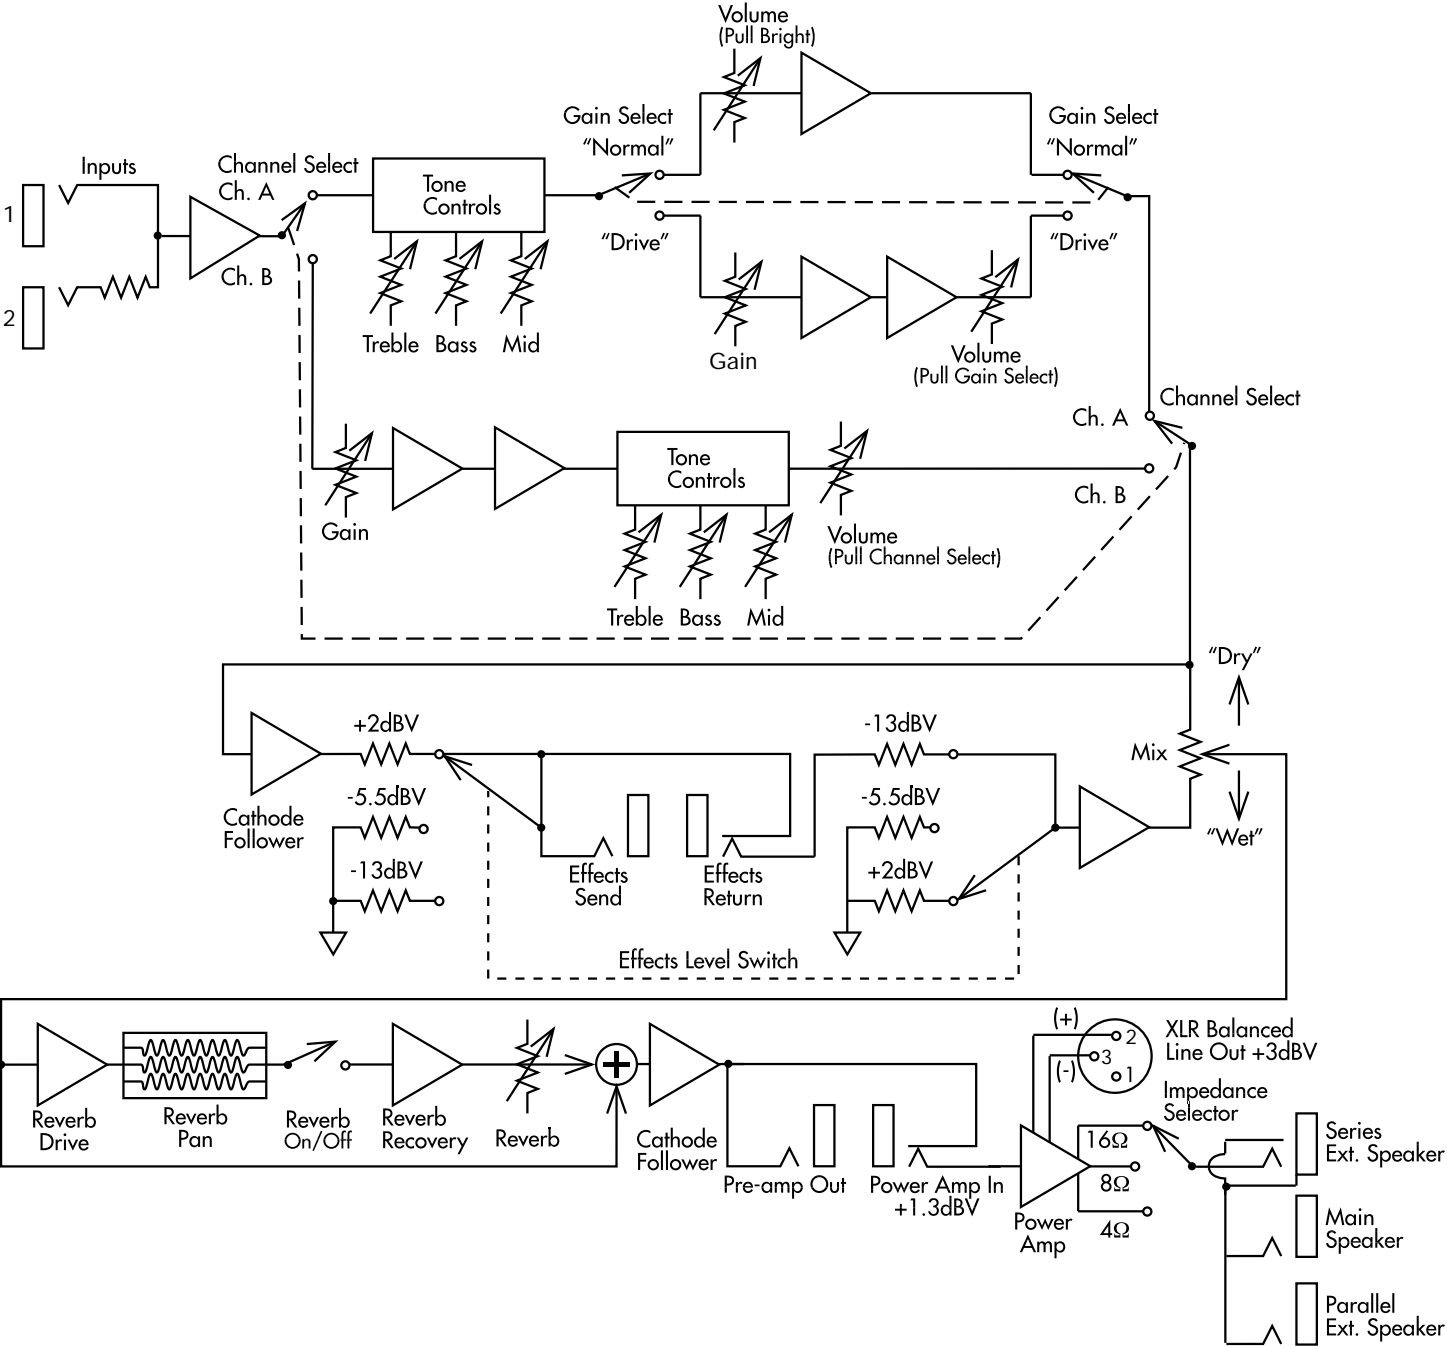 Volume
(Pull Bright)
Gain Select
“Normal”
Gain Select
“Normal”
Inputs
Channel Select
Ch. A
Tone
Controls
1
“Drive”
“Drive”
Ch. B
2
Treble Bass Mid
Gain
Volume
(Pull Gain Select)
Channel Select
Ch. A
Tone
Controls
Ch. B
Gain
Volume
(Pull Channel Select)
Treble Bass Mid
“Dry”
+2dBV
-13dBV
Mix
-5.5dBV
-5.5dBV
Cathode
Follower
“Wet”
-13dBV
Effects
Send
Effects
Return
+2dBV
Effects Level Switch
(+)
2
3
(-)
1
XLR Balanced
Line Out +3dBV
Impedance
Selector
Reverb
Drive
Reverb
Pan
Reverb
On/Off
Reverb
Recovery
Reverb
Cathode
Follower
16Ω
Series
Ext. Speaker
Pre-amp Out
Power Amp In
+1.3dBV
8Ω
Power
Amp
4Ω
Main
Speaker
Parallel
Ext. Speaker